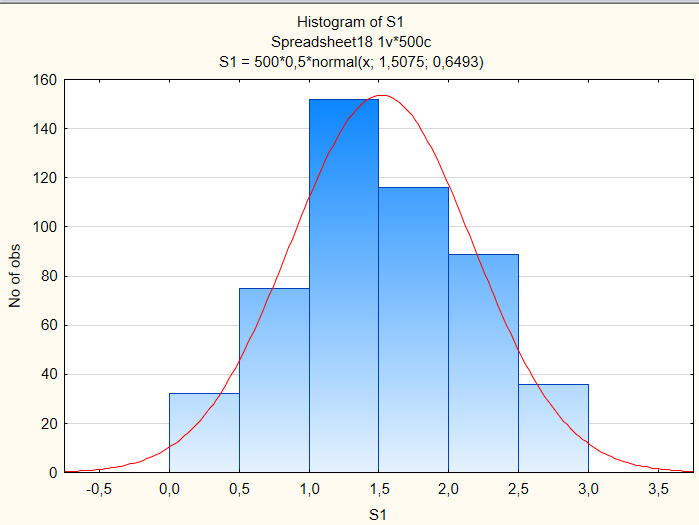 Histogram of S1
Spreadsheet18 1v*500c
S1 = 500*0,5*normal(x; 1,5075; 0,6493)
160
140
120
100
80
60
40
20
0
No of obs
-0,5 0,0 0,5 1,0 1,5 2,0 2,5 3,0 3,5
S1